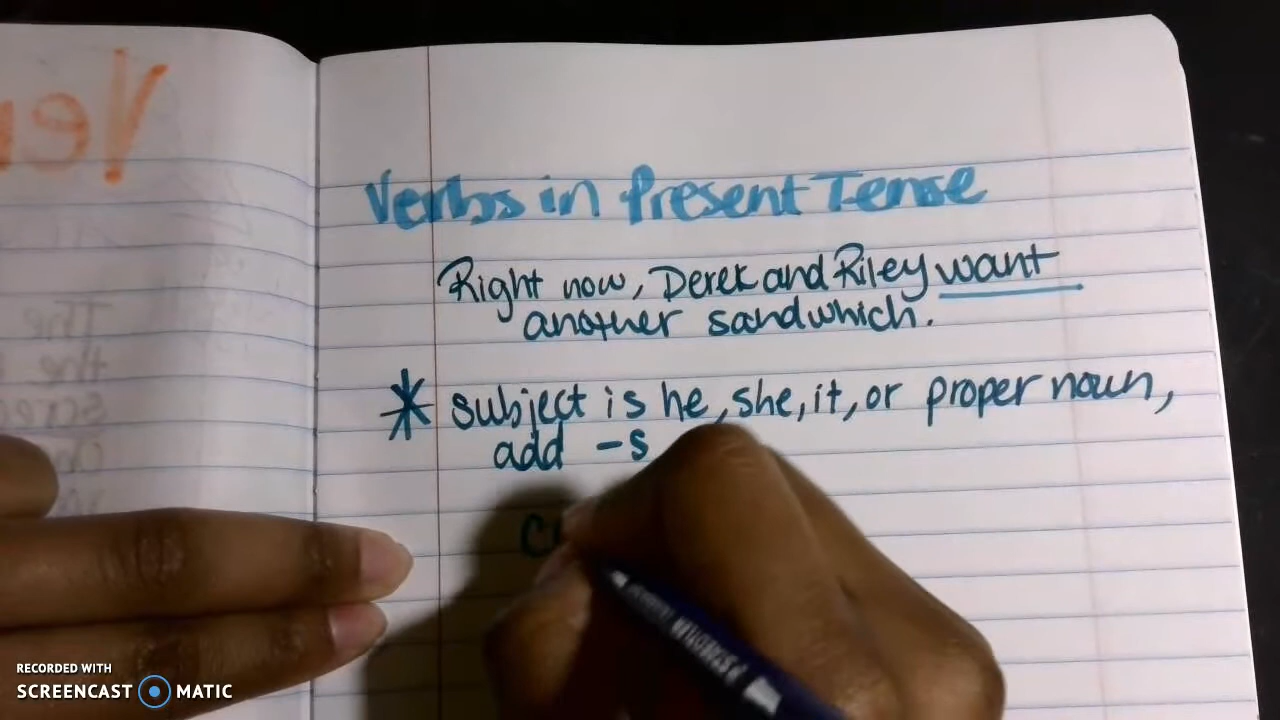 Verbs in Present Tense
Right now, Derek and Riley want
another sandwhich.
* subject is he, she, it, or proper noun,
add -s
RECORDED WITH
SCREENCAST MATIC